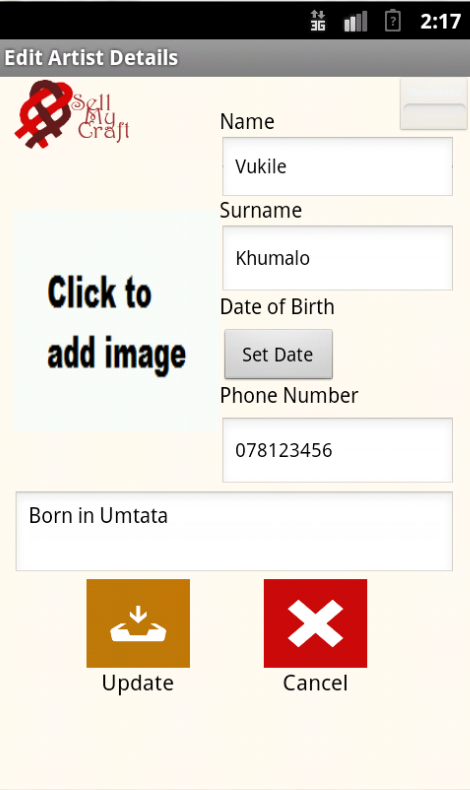 3G 2:17
Edit Artist Details
Sell
My
Craft
Name
Vukile
Surname
Khumalo
Click to
add image
Date of Birth
Set Date
Phone Number
078123456
Born in Umtata
Update Cancel